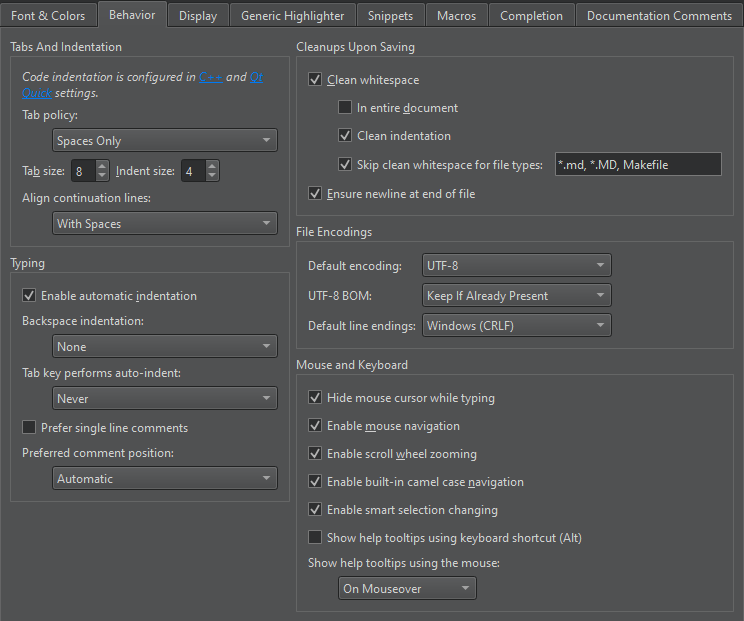 Font & Colors
Behavior
Display
Generic Highlighter
Snippets
Macros
Completion
Documentation Comments
Tabs And Indentation
Code indentation is configured in C++ and Qt
Quick settings.
Tab policy:
Spaces Only
Tab size: 8 Indent size: 4
Align continuation lines:
With Spaces
Typing
Enable automatic indentation
Backspace indentation:
None
Tab key performs auto-indent:
Never
Prefer single line comments
Preferred comment position:
Automatic
Cleanups Upon Saving
Clean whitespace
In entire document
Clean indentation
Skip clean whitespace for file types: *.md, *.MD, Makefile
Ensure newline at end of file
File Encodings
Default encoding: UTF-8
UTF-8 BOM: Keep If Already Present
Default line endings: Windows (CRLF)
Mouse and Keyboard
Hide mouse cursor while typing
Enable mouse navigation
Enable scroll wheel zooming
Enable built-in camel case navigation
Enable smart selection changing
Show help tooltips using keyboard shortcut (Alt)
Show help tooltips using the mouse:
On Mouseover